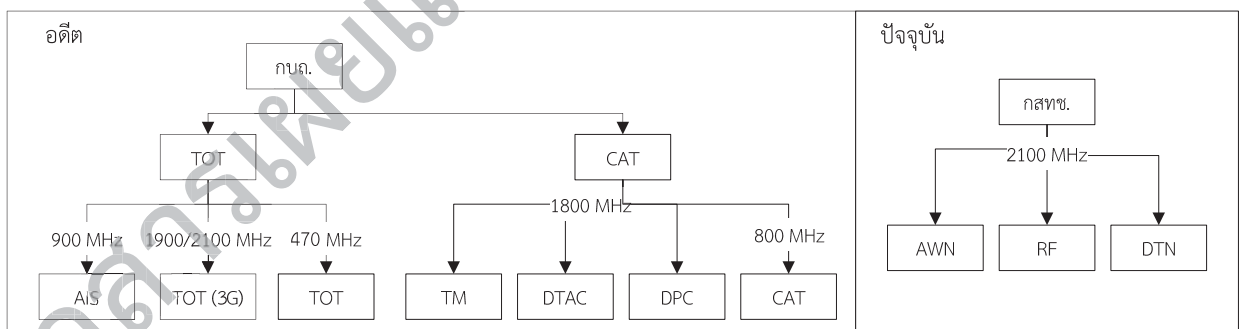 อดีต
ปัจจุบัน
กบถ.
กสทช.
TOT
CAT
2100 MHz
1800 MHz
900 MHz
1900/2100 MHz
470 MHz
800 MHz
AWN
RF
DTN
AIS
TOT (3G)
TOT
TM
DTAC
DPC
CAT